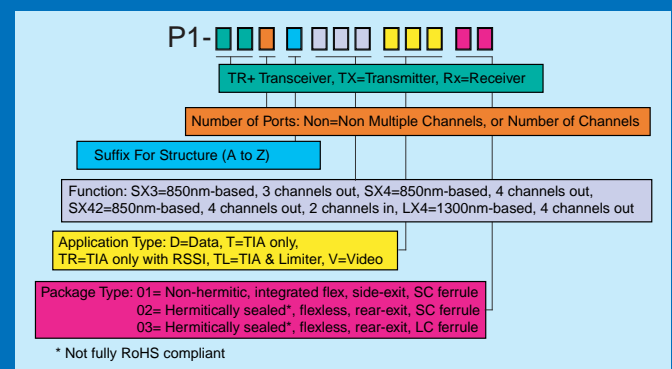 P1-
TR+ Transceiver, TX=Transmitter, Rx=Receiver
Number of Ports: Non=Non Multiple Channels, or Number of Channels
Suffix For Structure (A to Z)
Function: SX3=850nm-based, 3 channels out, SX4=850nm-based, 4 channels out,
SX42=850nm-based, 4 channels out, 2 channels in, LX4=1300nm-based, 4 channels out
Application Type: D=Data, T=TIA only,
TR=TIA only with RSSI, TL=TIA & Limiter, V=Video
Package Type: 01= Non-hermitic, integrated flex, side-exit, SC ferrule
02= Hermitically sealed*, flexless, rear-exit, SC ferrule
03= Hermitically sealed*, flexless, rear-exit, LC ferrule
* Not fully RoHS compliant